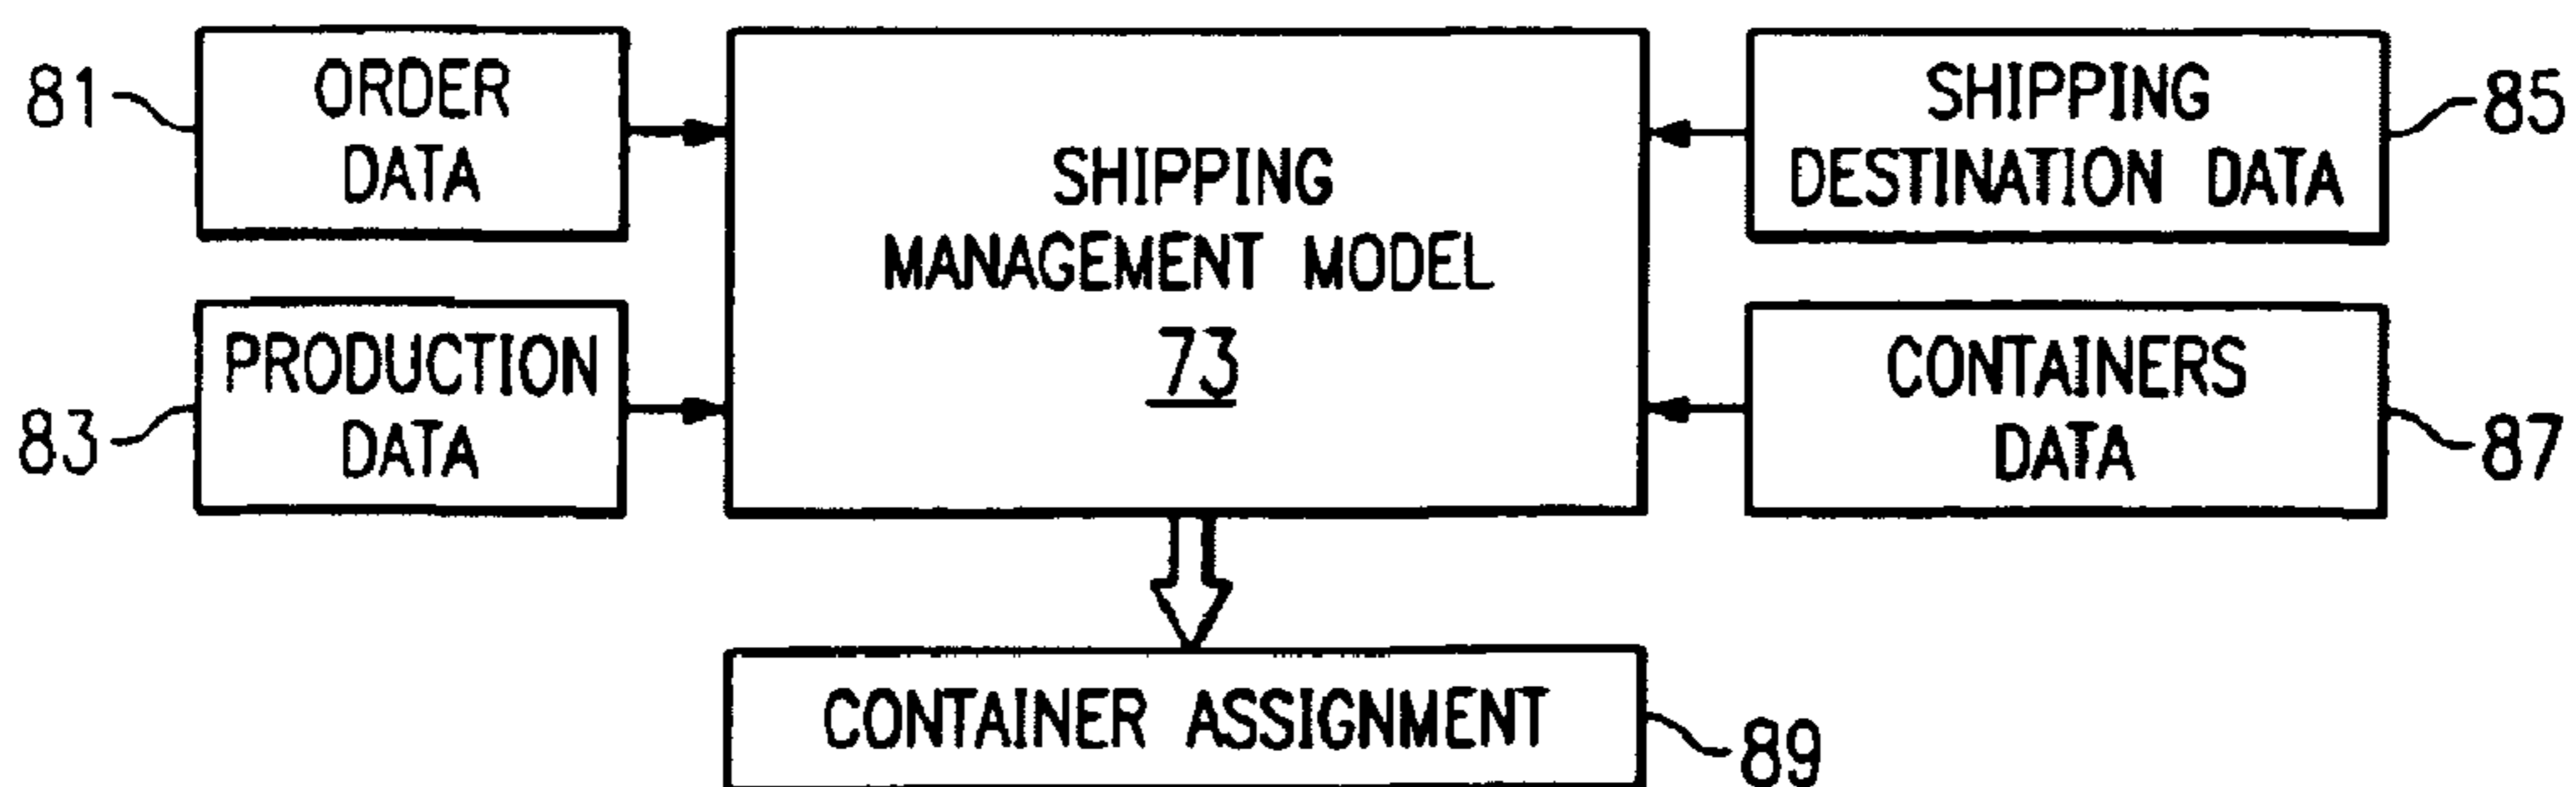 81
ORDER
DATA
83
PRODUCTION
DATA
SHIPPING
MANAGEMENT MODEL
73
SHIPPING
DESTINATION DATA
85
CONTAINERS
DATA
87
CONTAINER ASSIGNMENT
89